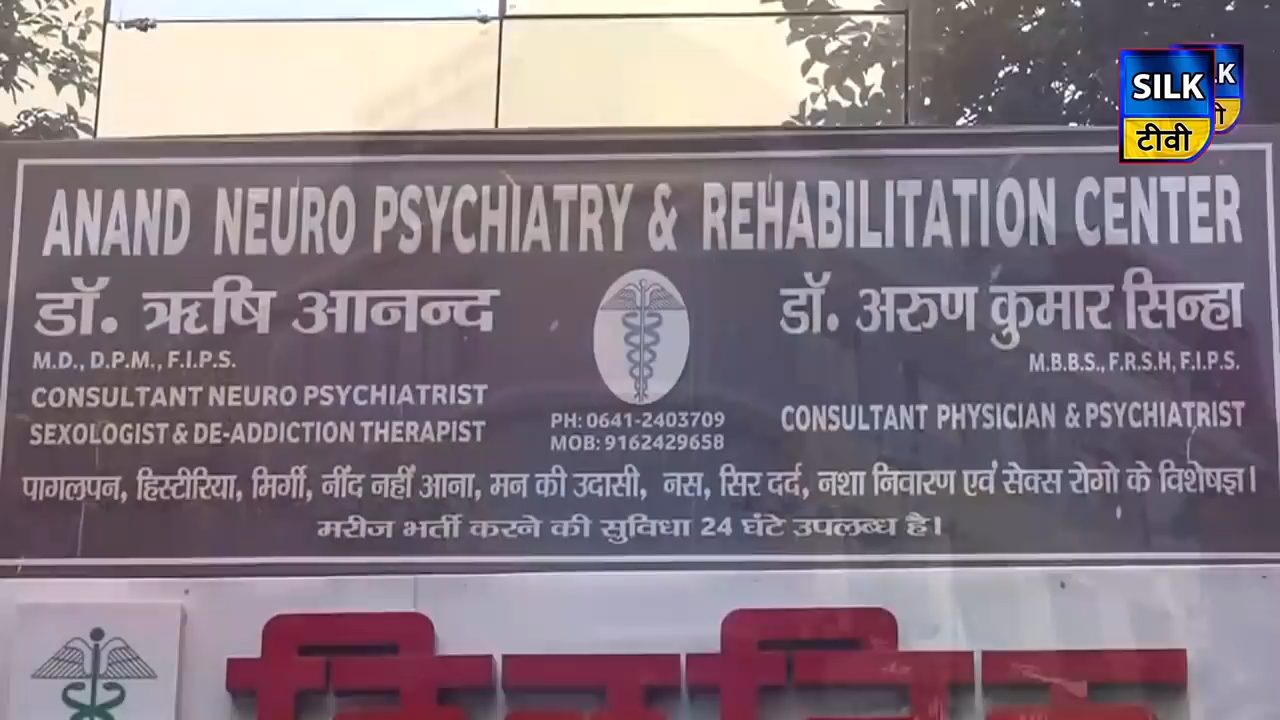 SILK
टीवी
ANAND NEURO PSYCHIATRY & REHABILITATION CENTER
डॉ. ऋषि आनन्द
M.D., D.P.M., F.I.P.S.
CONSULTANT NEURO PSYCHIATRIST
SEXOLOGIST & DE-ADDICTION THERAPIST
PH: 0641-2403709
MOB: 9162429658
डॉ. अरुण कुमार सिन्हा
M.B.B.S., F.R.S.H, F.I.P.S.
CONSULTANT PHYSICIAN & PSYCHIATRIST
पागलपन, हिस्टीरिया, मिर्गी, नींद नहीं आना, मन की उदासी, नस, सिर दर्द, नशा निवारण एवं सेक्स रोगो के विशेषज्ञ।
मरीज भर्ती करने की सुविधा 24 घंटे उपलब्ध है।